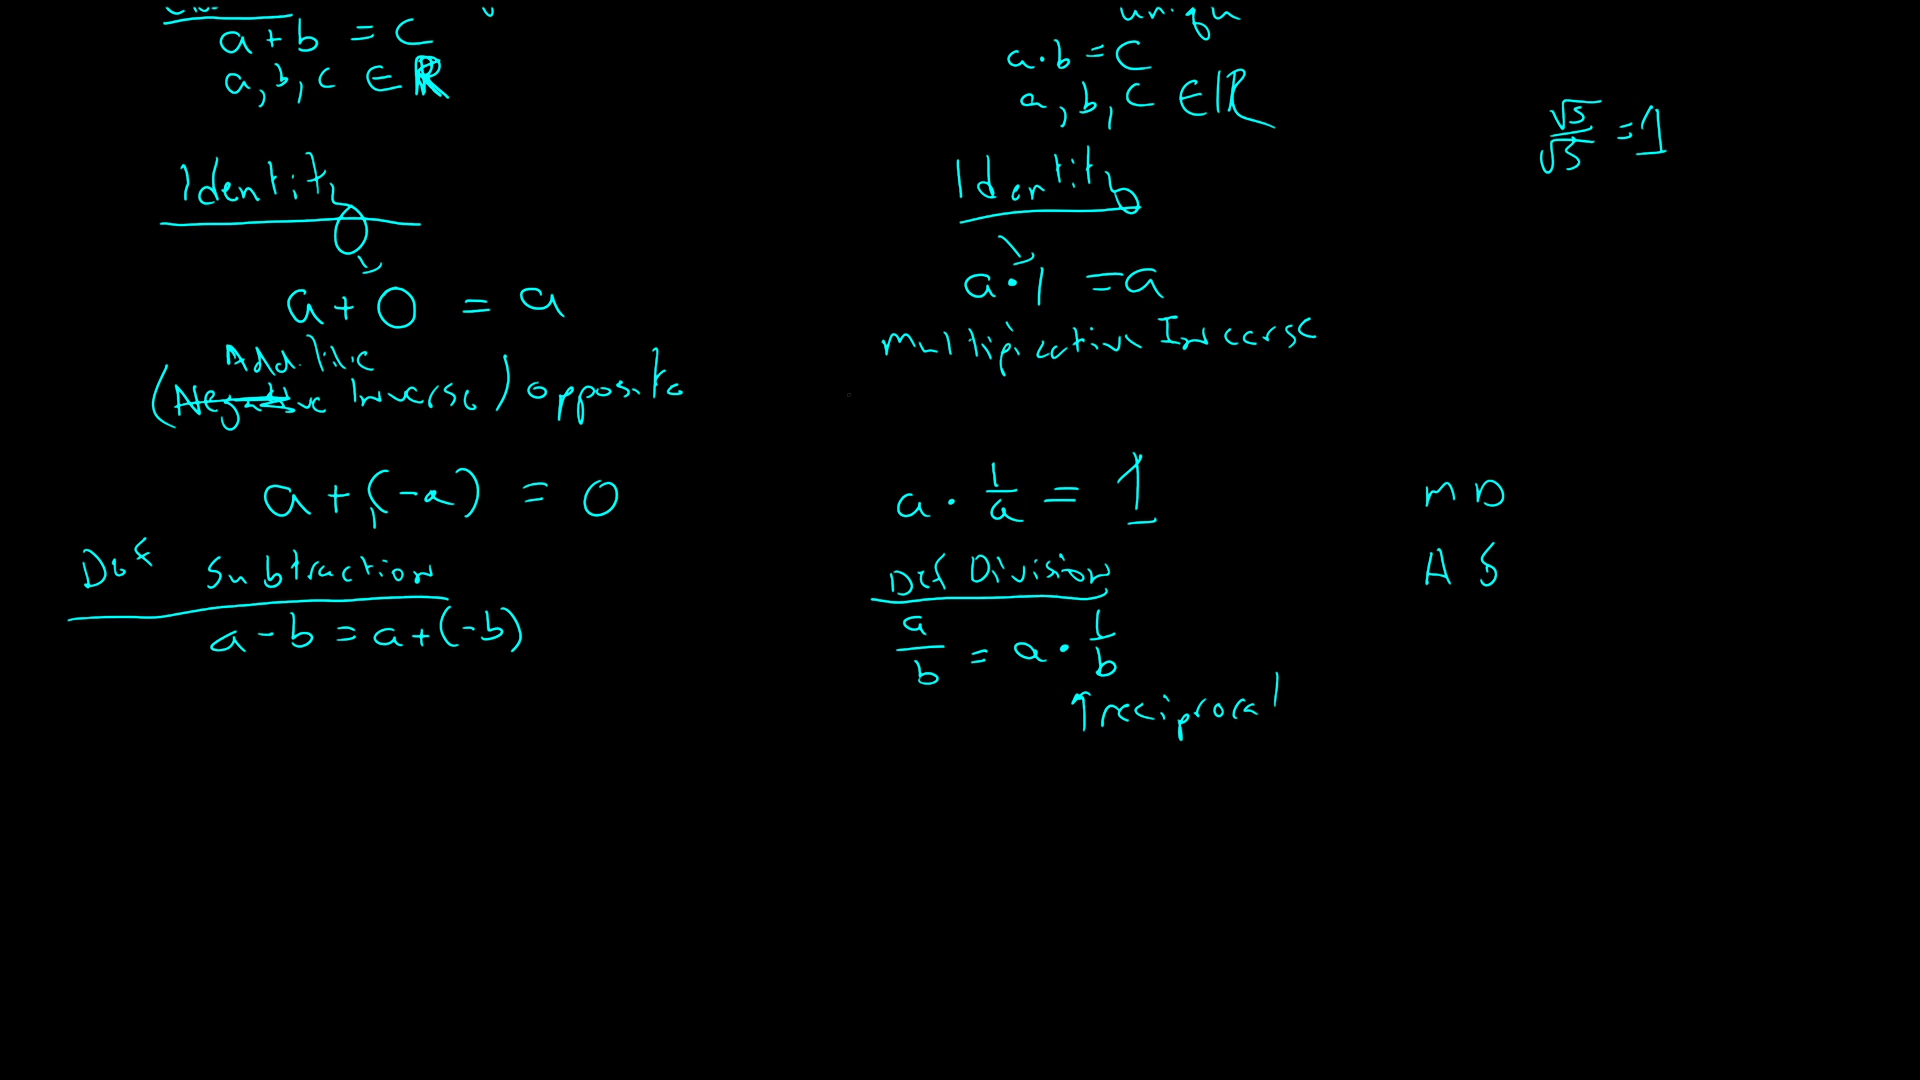 a + b = c
a, b, c ∈ ℝ
Identity
a + 0 = a
Additive
(Negative Inverse) opposite
a + (-a) = 0
Def Subtraction
a - b = a + (-b)
a · b = c
a, b, c ∈ ℝ
Identity
a · 1 = a
Multiplicative Inverse
a · 1/a = 1
Def Division
a/b = a · 1/b
↑ reciprocal
√5/√5 = 1
M D
A S